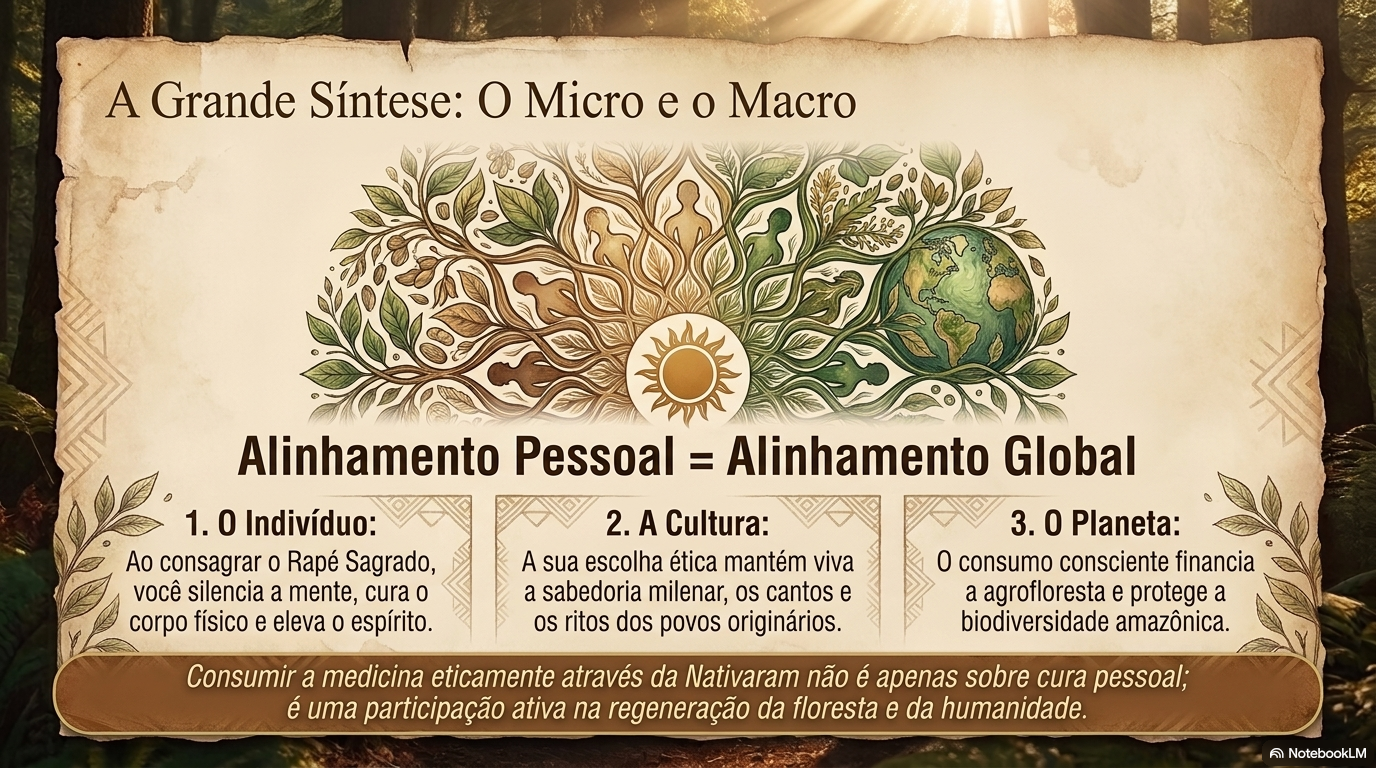 A Grande Síntese: O Micro e o Macro
Alinhamento Pessoal = Alinhamento Global
1. O Indivíduo:
Ao consagrar o Rapé Sagrado,
você silencia a mente, cura o
corpo físico e eleva o espírito.
2. A Cultura:
A sua escolha ética mantém viva
a sabedoria milenar, os cantos e
os ritos dos povos originários.
3. O Planeta:
O consumo consciente financia
a agrofloresta e protege a
biodiversidade amazônica.
Consumir a medicina eticamente através da Nativaram não é apenas sobre cura pessoal;
é uma participação ativa na regeneração da floresta e da humanidade.
NotebookLM